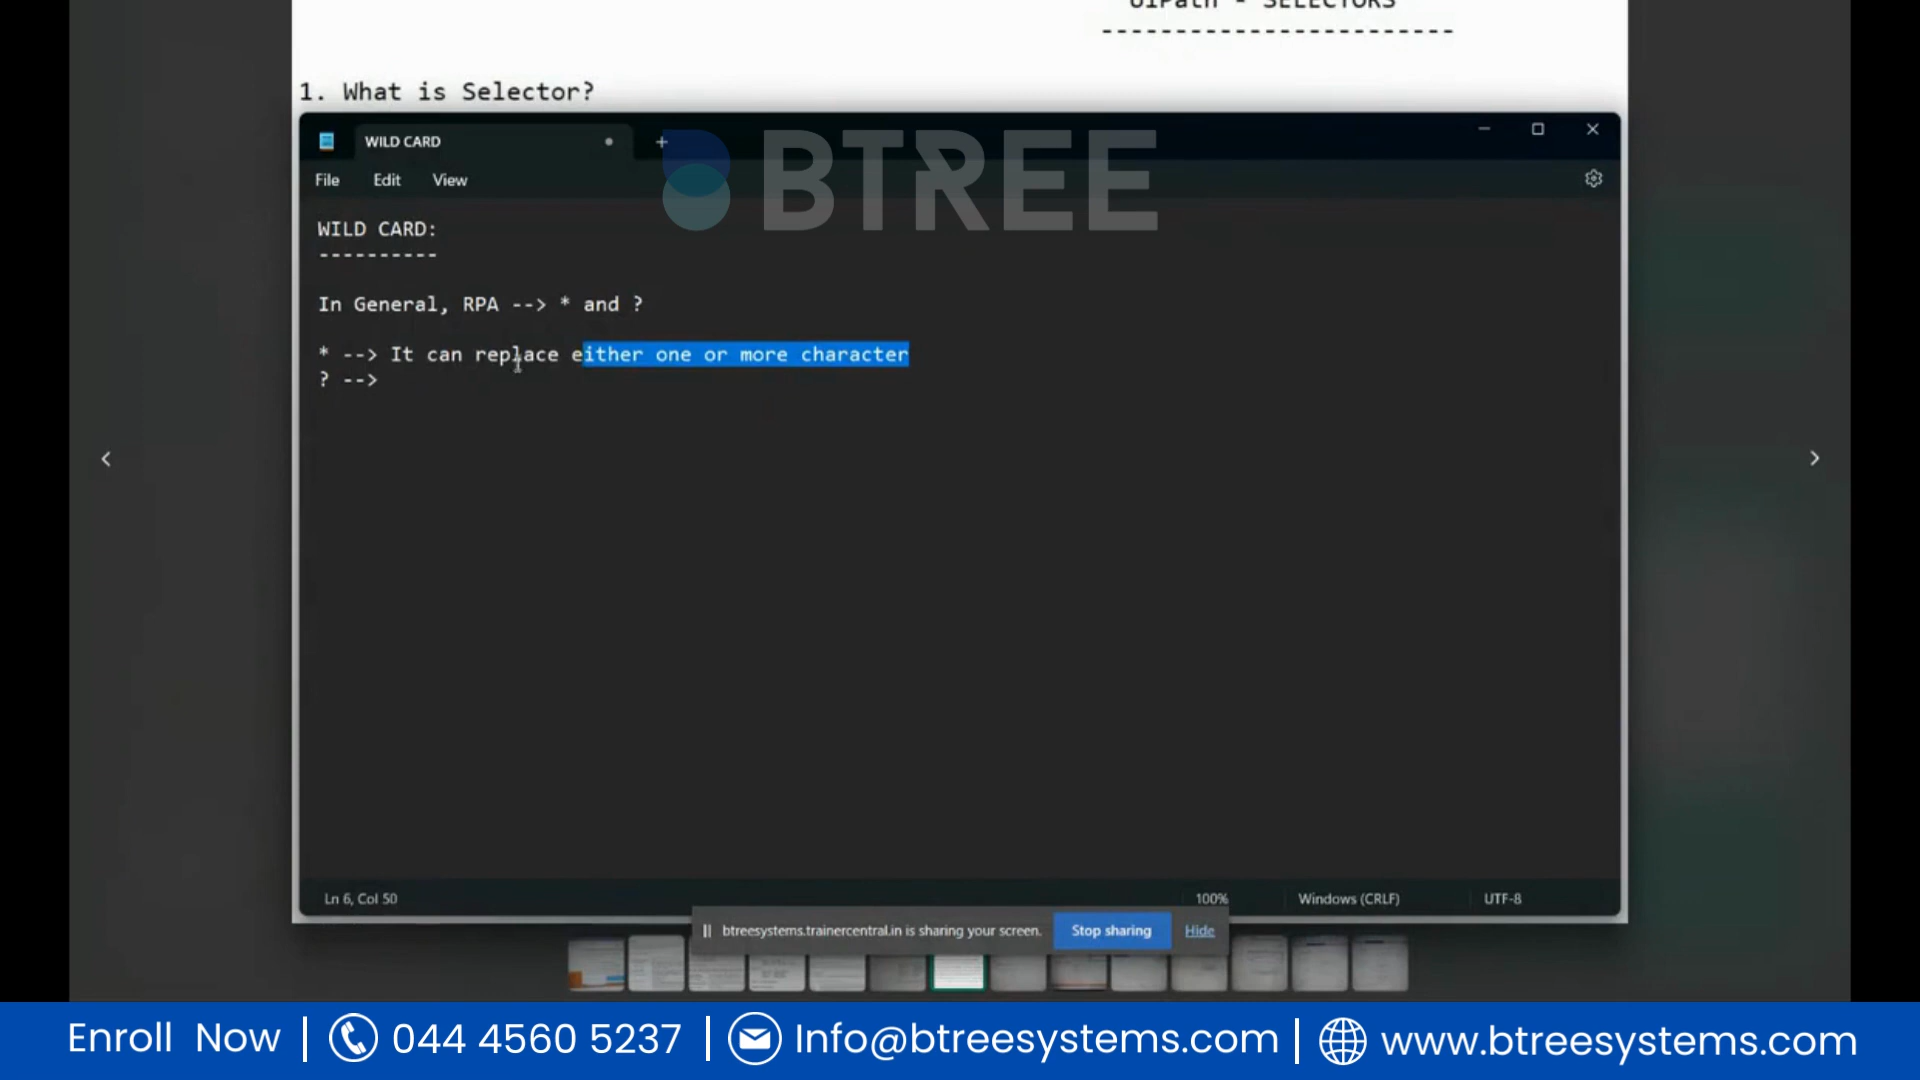 UiPath - SELECTORS
------------------------
1. What is Selector?
WILD CARD
BTREE
File Edit View
WILD CARD:
----------
In General, RPA --> * and ?
* --> It can replace either one or more character
? -->
Ln 6, Col 50
100%
Windows (CRLF)
UTF-8
btreesystems.trainercentral.in is sharing your screen.
Stop sharing
Hide
Enroll Now | 044 4560 5237 | Info@btreesystems.com | www.btreesystems.com